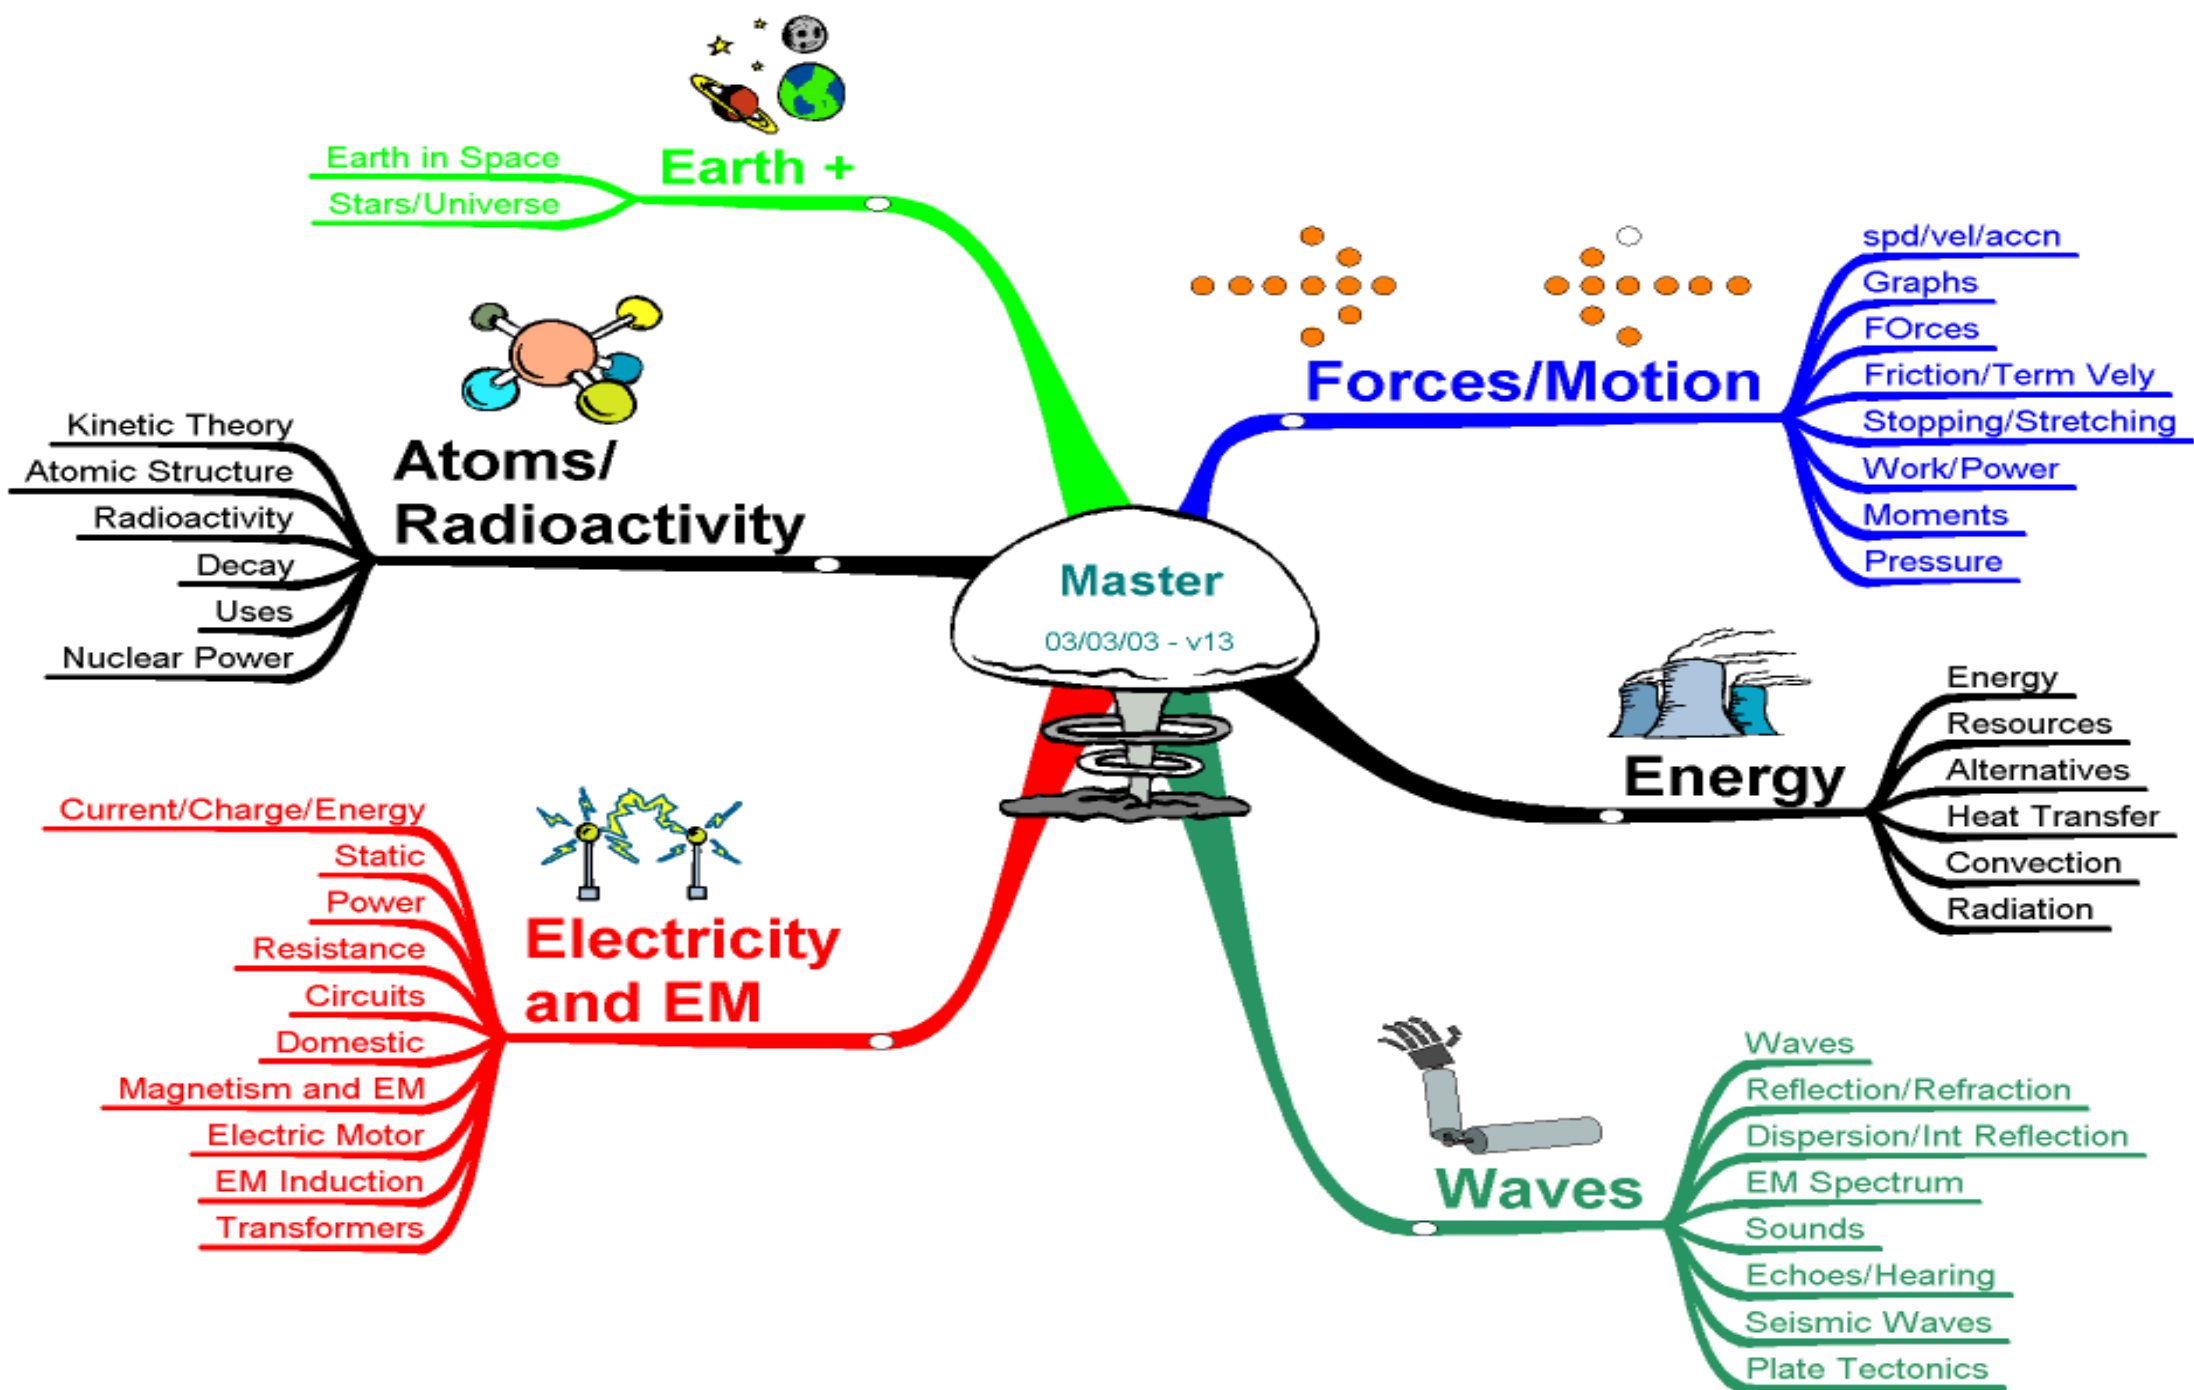 Earth +
Earth in Space
Stars/Universe
Atoms/
Radioactivity
Kinetic Theory
Atomic Structure
Radioactivity
Decay
Uses
Nuclear Power
Electricity
and EM
Current/Charge/Energy
Static
Power
Resistance
Circuits
Domestic
Magnetism and EM
Electric Motor
EM Induction
Transformers
Master
03/03/03 - v13
Forces/Motion
spd/vel/accn
Graphs
FOrces
Friction/Term Vely
Stopping/Stretching
Work/Power
Moments
Pressure
Energy
Energy
Resources
Alternatives
Heat Transfer
Convection
Radiation
Waves
Waves
Reflection/Refraction
Dispersion/Int Reflection
EM Spectrum
Sounds
Echoes/Hearing
Seismic Waves
Plate Tectonics